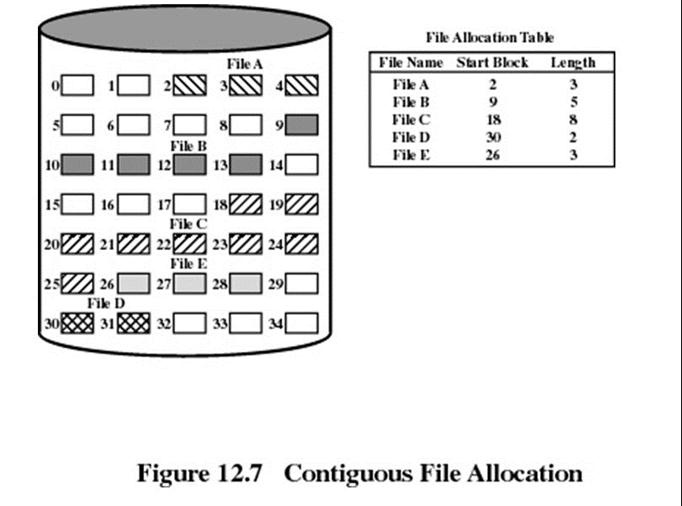 File Allocation Table
File A
File Name Start Block Length
0 1 2 3 4
File A 2 3
File B 9 5
File C 18 8
File D 30 2
File E 26 3
5 6 7 8 9
File B
10 11 12 13 14
15 16 17 18 19
File C
20 21 22 23 24
File E
25 26 27 28 29
File D
30 31 32 33 34
Figure 12.7 Contiguous File Allocation